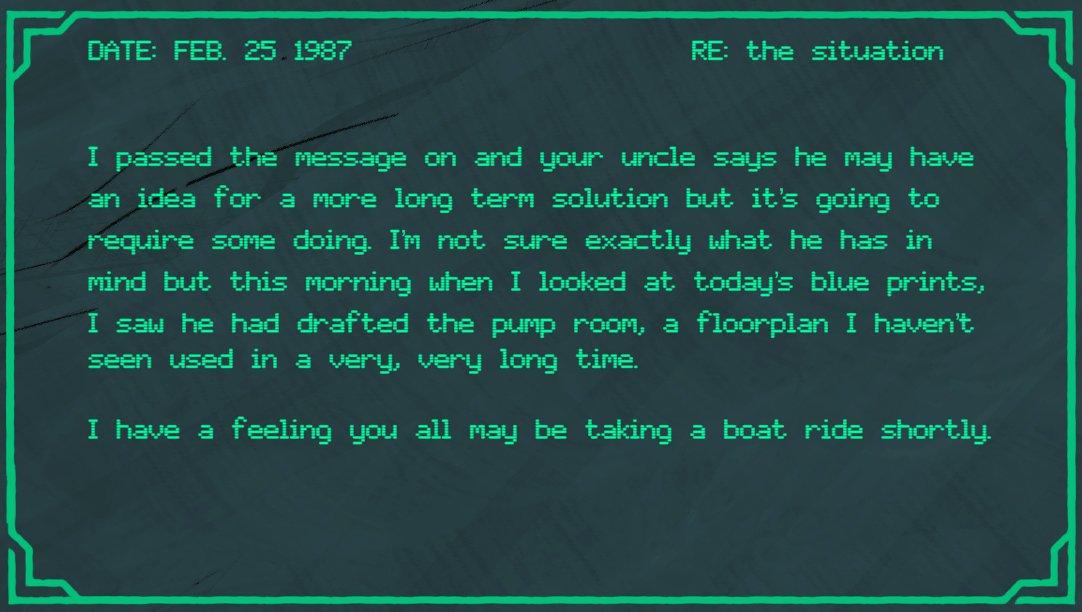 DATE: FEB. 25 1987
RE: the situation
I passed the message on and your uncle says he may have
an idea for a more long term solution but it's going to
require some doing. I'm not sure exactly what he has in
mind but this morning when I looked at today's blue prints,
I saw he had drafted the pump room, a floorplan I haven't
seen used in a very, very long time.
I have a feeling you all may be taking a boat ride shortly.